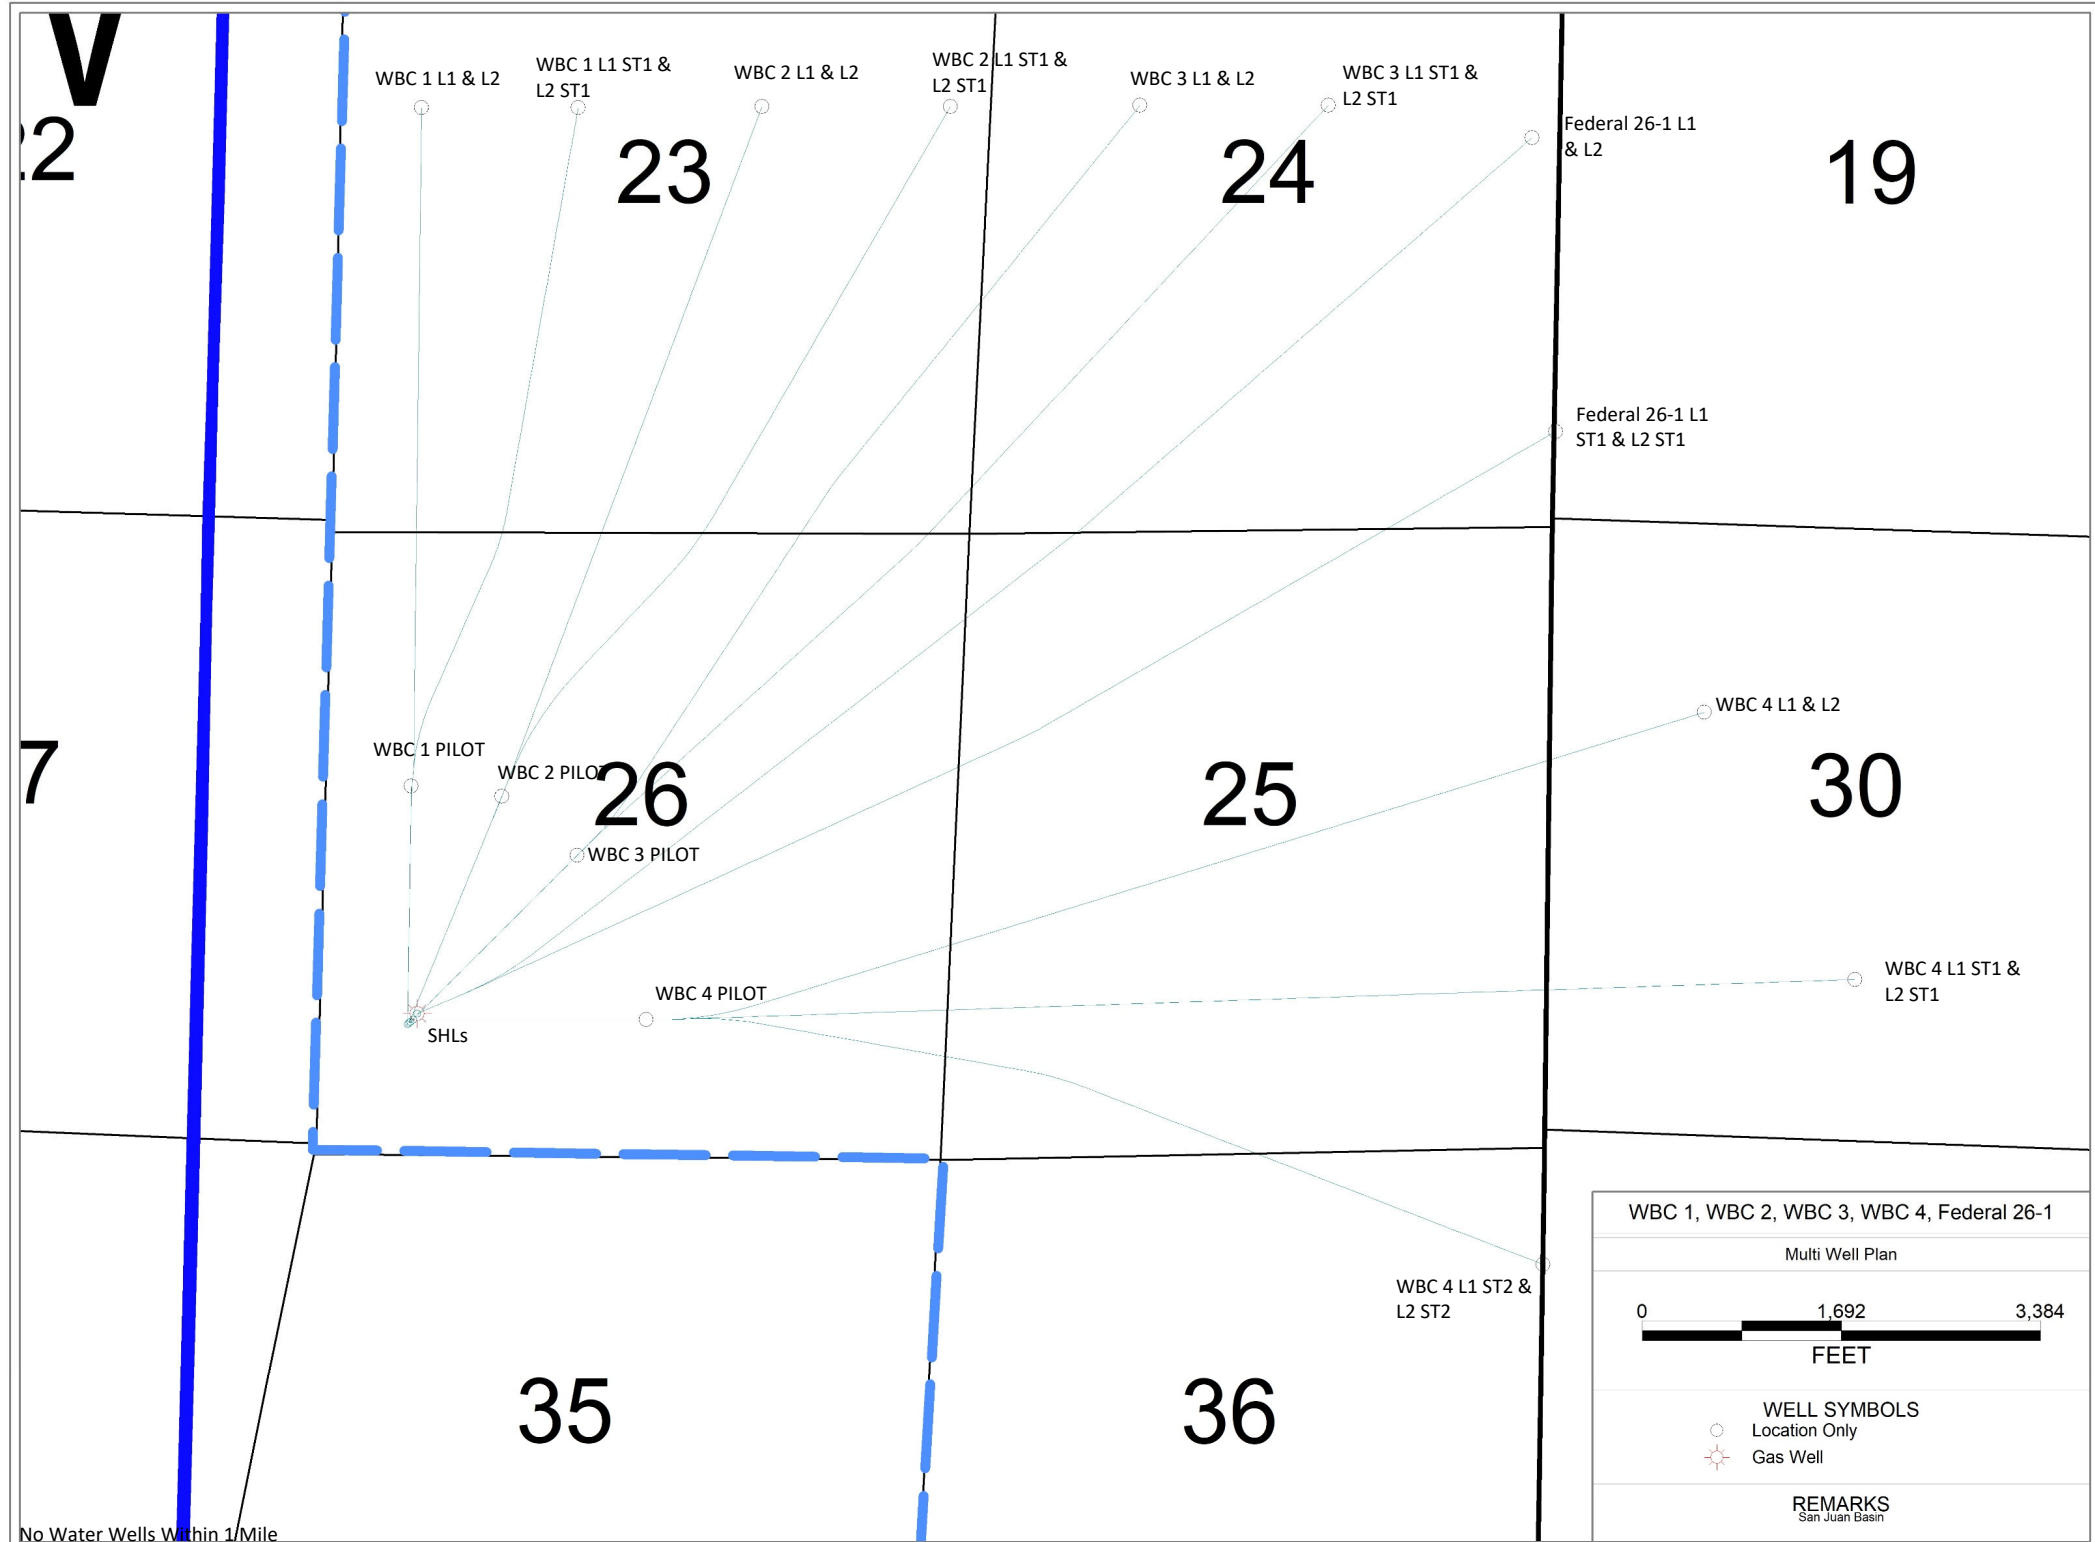 V
WBC 1 L1 & L2
WBC 1 L1 ST1 &
L2 ST1
WBC 2 L1 & L2
WBC 2 L1 ST1 &
L2 ST1
WBC 3 L1 & L2
WBC 3 L1 ST1 &
L2 ST1
Federal 26-1 L1
& L2
22
23
24
19
Federal 26-1 L1
ST1 & L2 ST1
WBC 4 L1 & L2
WBC 1 PILOT
WBC 2 PILOT
7
26
25
30
WBC 3 PILOT
WBC 4 L1 ST1 &
L2 ST1
WBC 4 PILOT
SHLs
WBC 4 L1 ST2 &
L2 ST2
35
36
WBC 1, WBC 2, WBC 3, WBC 4, Federal 26-1
Multi Well Plan
0 1,692 3,384
FEET
WELL SYMBOLS
Location Only
Gas Well
REMARKS
San Juan Basin
No Water Wells Within 1 Mile